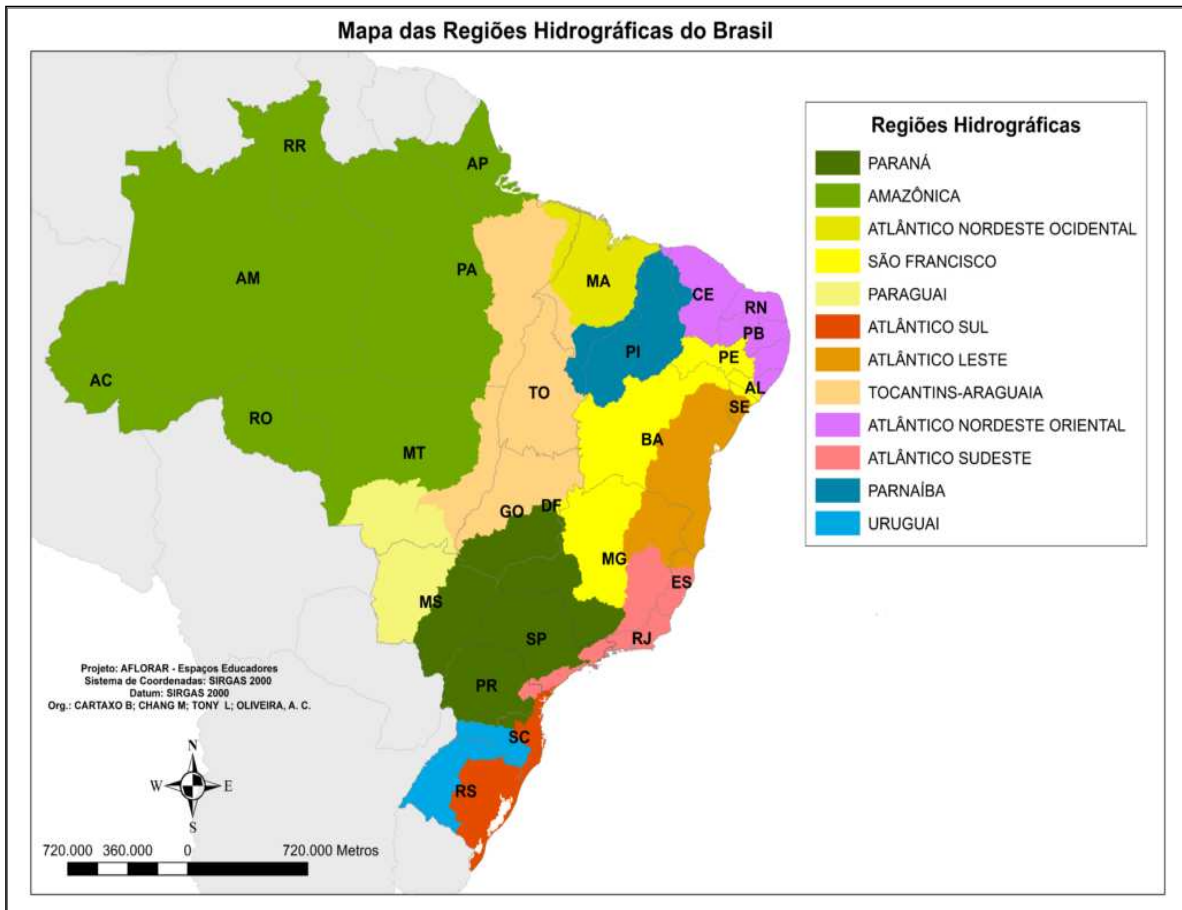 Mapa das Regiões Hidrográficas do Brasil
Regiões Hidrográficas
PARANÁ
AMAZÔNICA
ATLÂNTICO NORDESTE OCIDENTAL
SÃO FRANCISCO
PARAGUAI
ATLÂNTICO SUL
ATLÂNTICO LESTE
TOCANTINS-ARAGUAIA
ATLÂNTICO NORDESTE ORIENTAL
ATLÂNTICO SUDESTE
PARNAÍBA
URUGUAI
RR
AP
AM
PA
MA
CE
RN
PB
PI
PE
AL
SE
AC
RO
TO
BA
MT
GO
DF
MG
ES
MS
SP
RJ
PR
SC
RS
Projeto: AFLORAR - Espaços Educadores
Sistema de Coordenadas: SIRGAS 2000
Datum: SIRGAS 2000
Org.: CARTAXO B; CHANG M; TONY L; OLIVEIRA, A. C.
N
W E
S
720.000 360.000 0 720.000 Metros